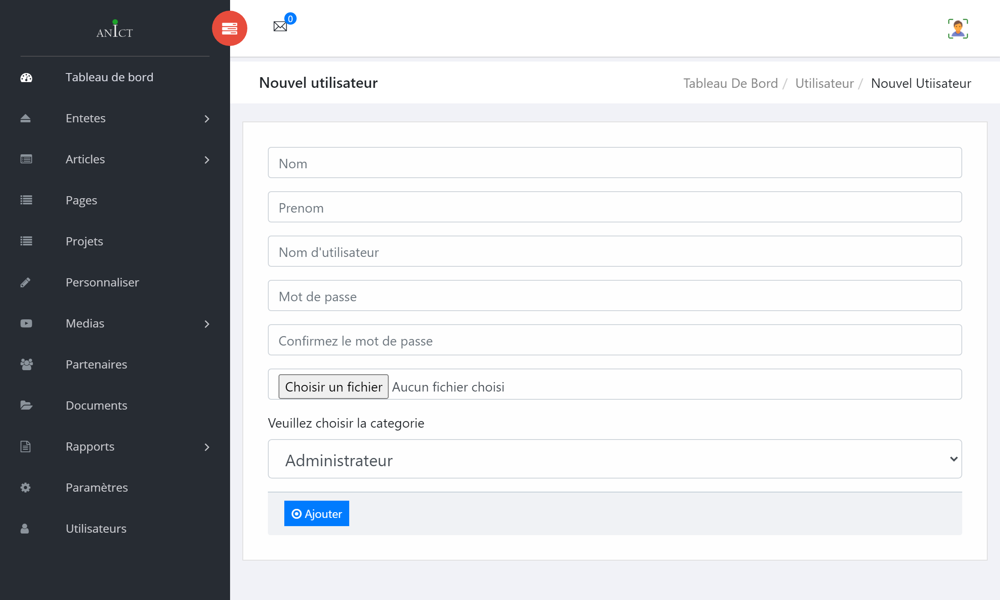 ANICT
0
Tableau de bord
Entetes
Articles
Pages
Projets
Personnaliser
Medias
Partenaires
Documents
Rapports
Paramètres
Utilisateurs
Nouvel utilisateur
Tableau De Bord / Utilisateur / Nouvel Utiisateur
Nom
Prenom
Nom d'utilisateur
Mot de passe
Confirmez le mot de passe
Choisir un fichier Aucun fichier choisi
Veuillez choisir la categorie
Administrateur
Ajouter